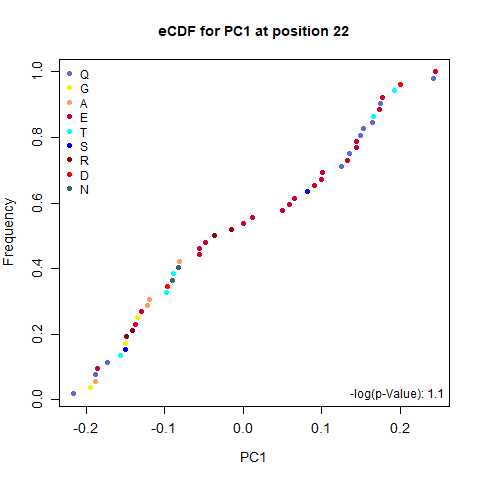 eCDF for PC1 at position 22
Q
G
A
E
T
S
R
D
N
Frequency
1.0
0.8
0.6
0.4
0.2
0.0
-log(p-Value): 1.1
-0.2 -0.1 0.0 0.1 0.2
PC1